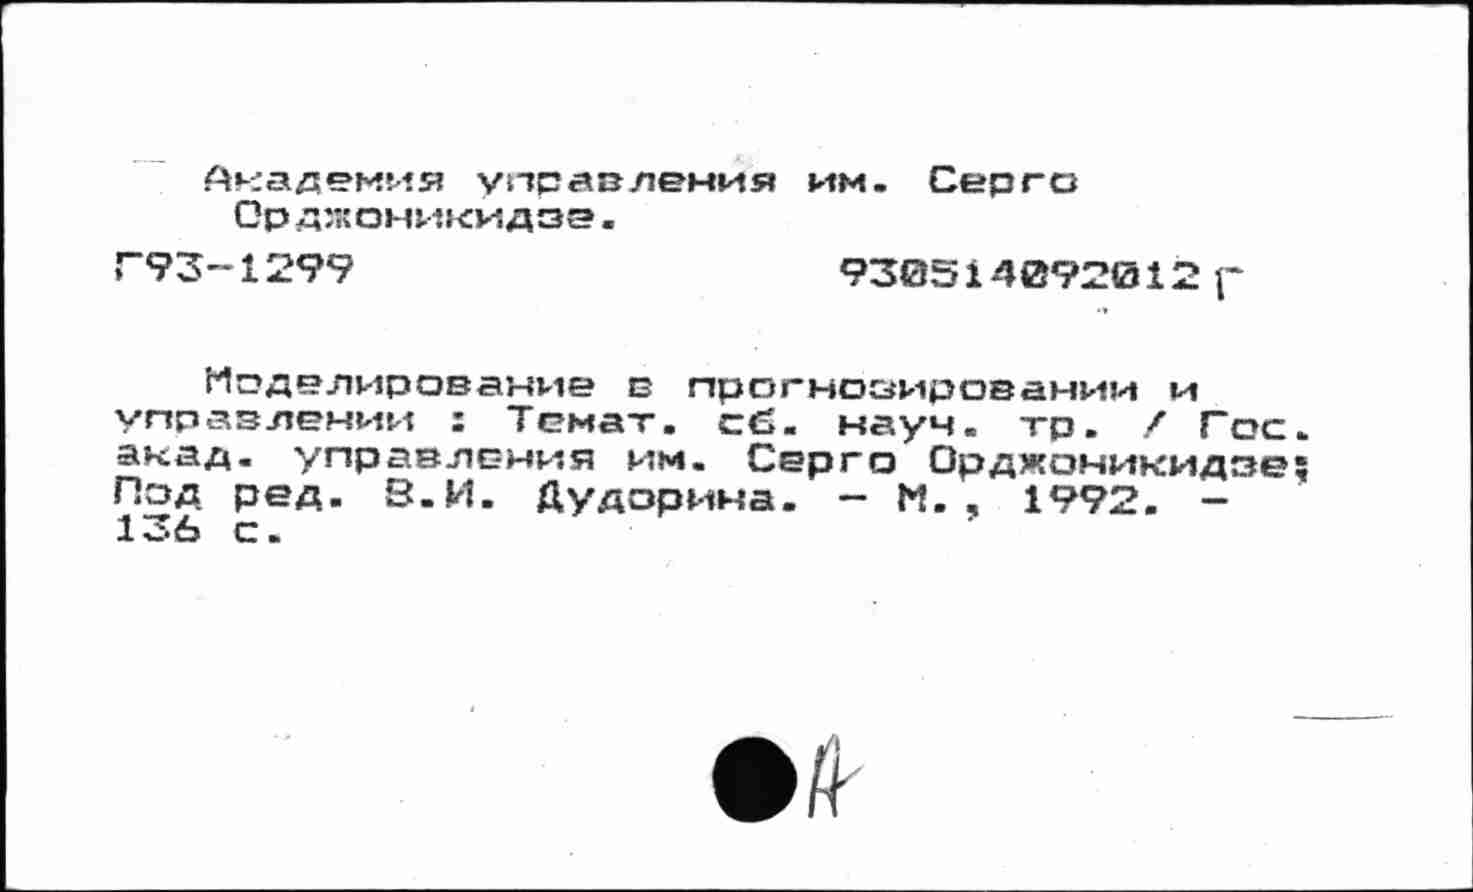 Академия управления им. Серго
Орджоникидзе.
Г93-1299 930514092012 г
Моделирование в прогнозировании и
управлении : Темат. сб. науч. тр. / Гос.
акад. управления им. Серго Орджоникидзе;
Под ред. В.И. Дудорина. - М., 1992. -
136 с.
А